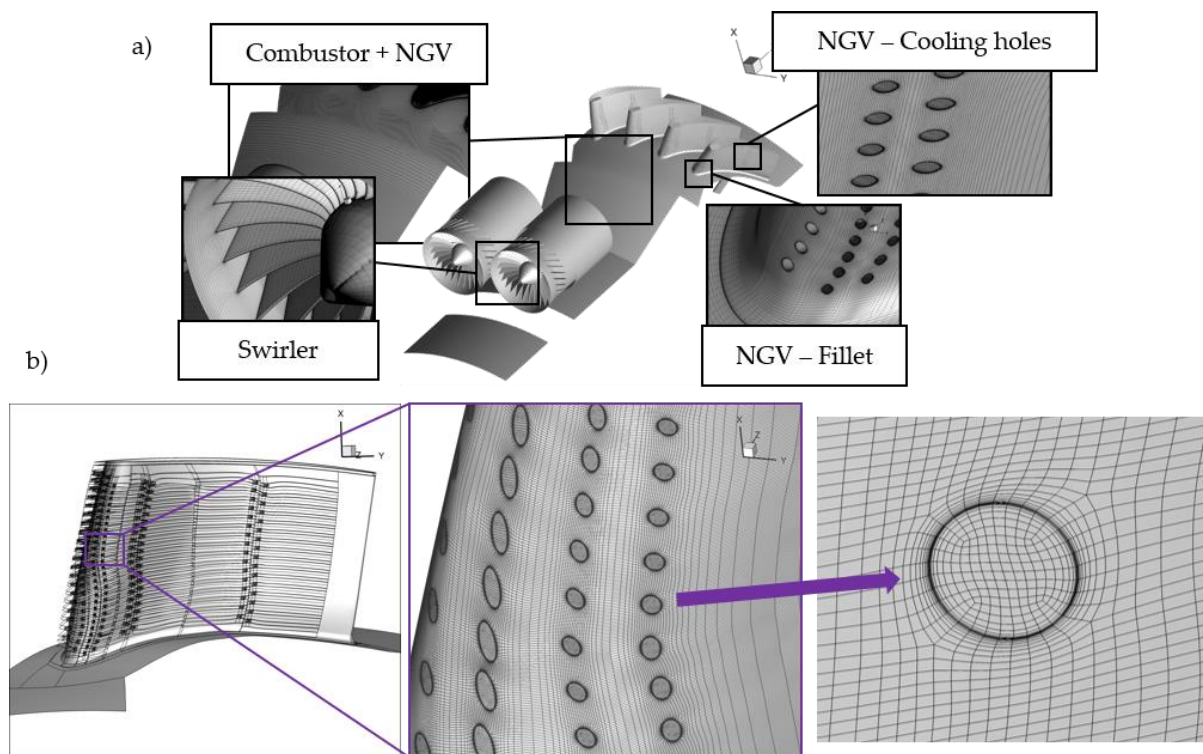 a)
Combustor + NGV
NGV – Cooling holes
X
Y
Swirler
NGV – Fillet
b)
X
Z
Y
X
Z
Y